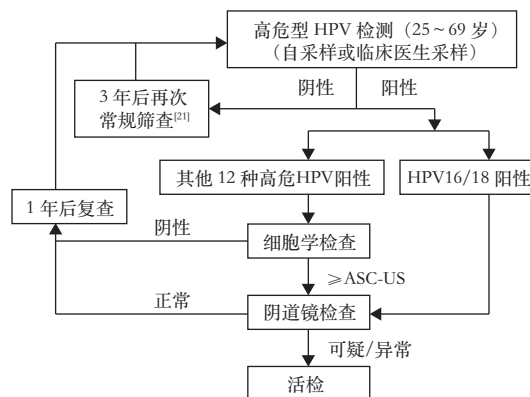 高危型 HPV 检测（25～69 岁）
（自采样或临床医生采样）
阴性
阳性
3 年后再次
常规筛查[21]
其他 12 种高危HPV阳性
HPV16/18 阳性
1 年后复查
阴性
细胞学检查
≥ASC-US
正常
阴道镜检查
可疑/异常
活检